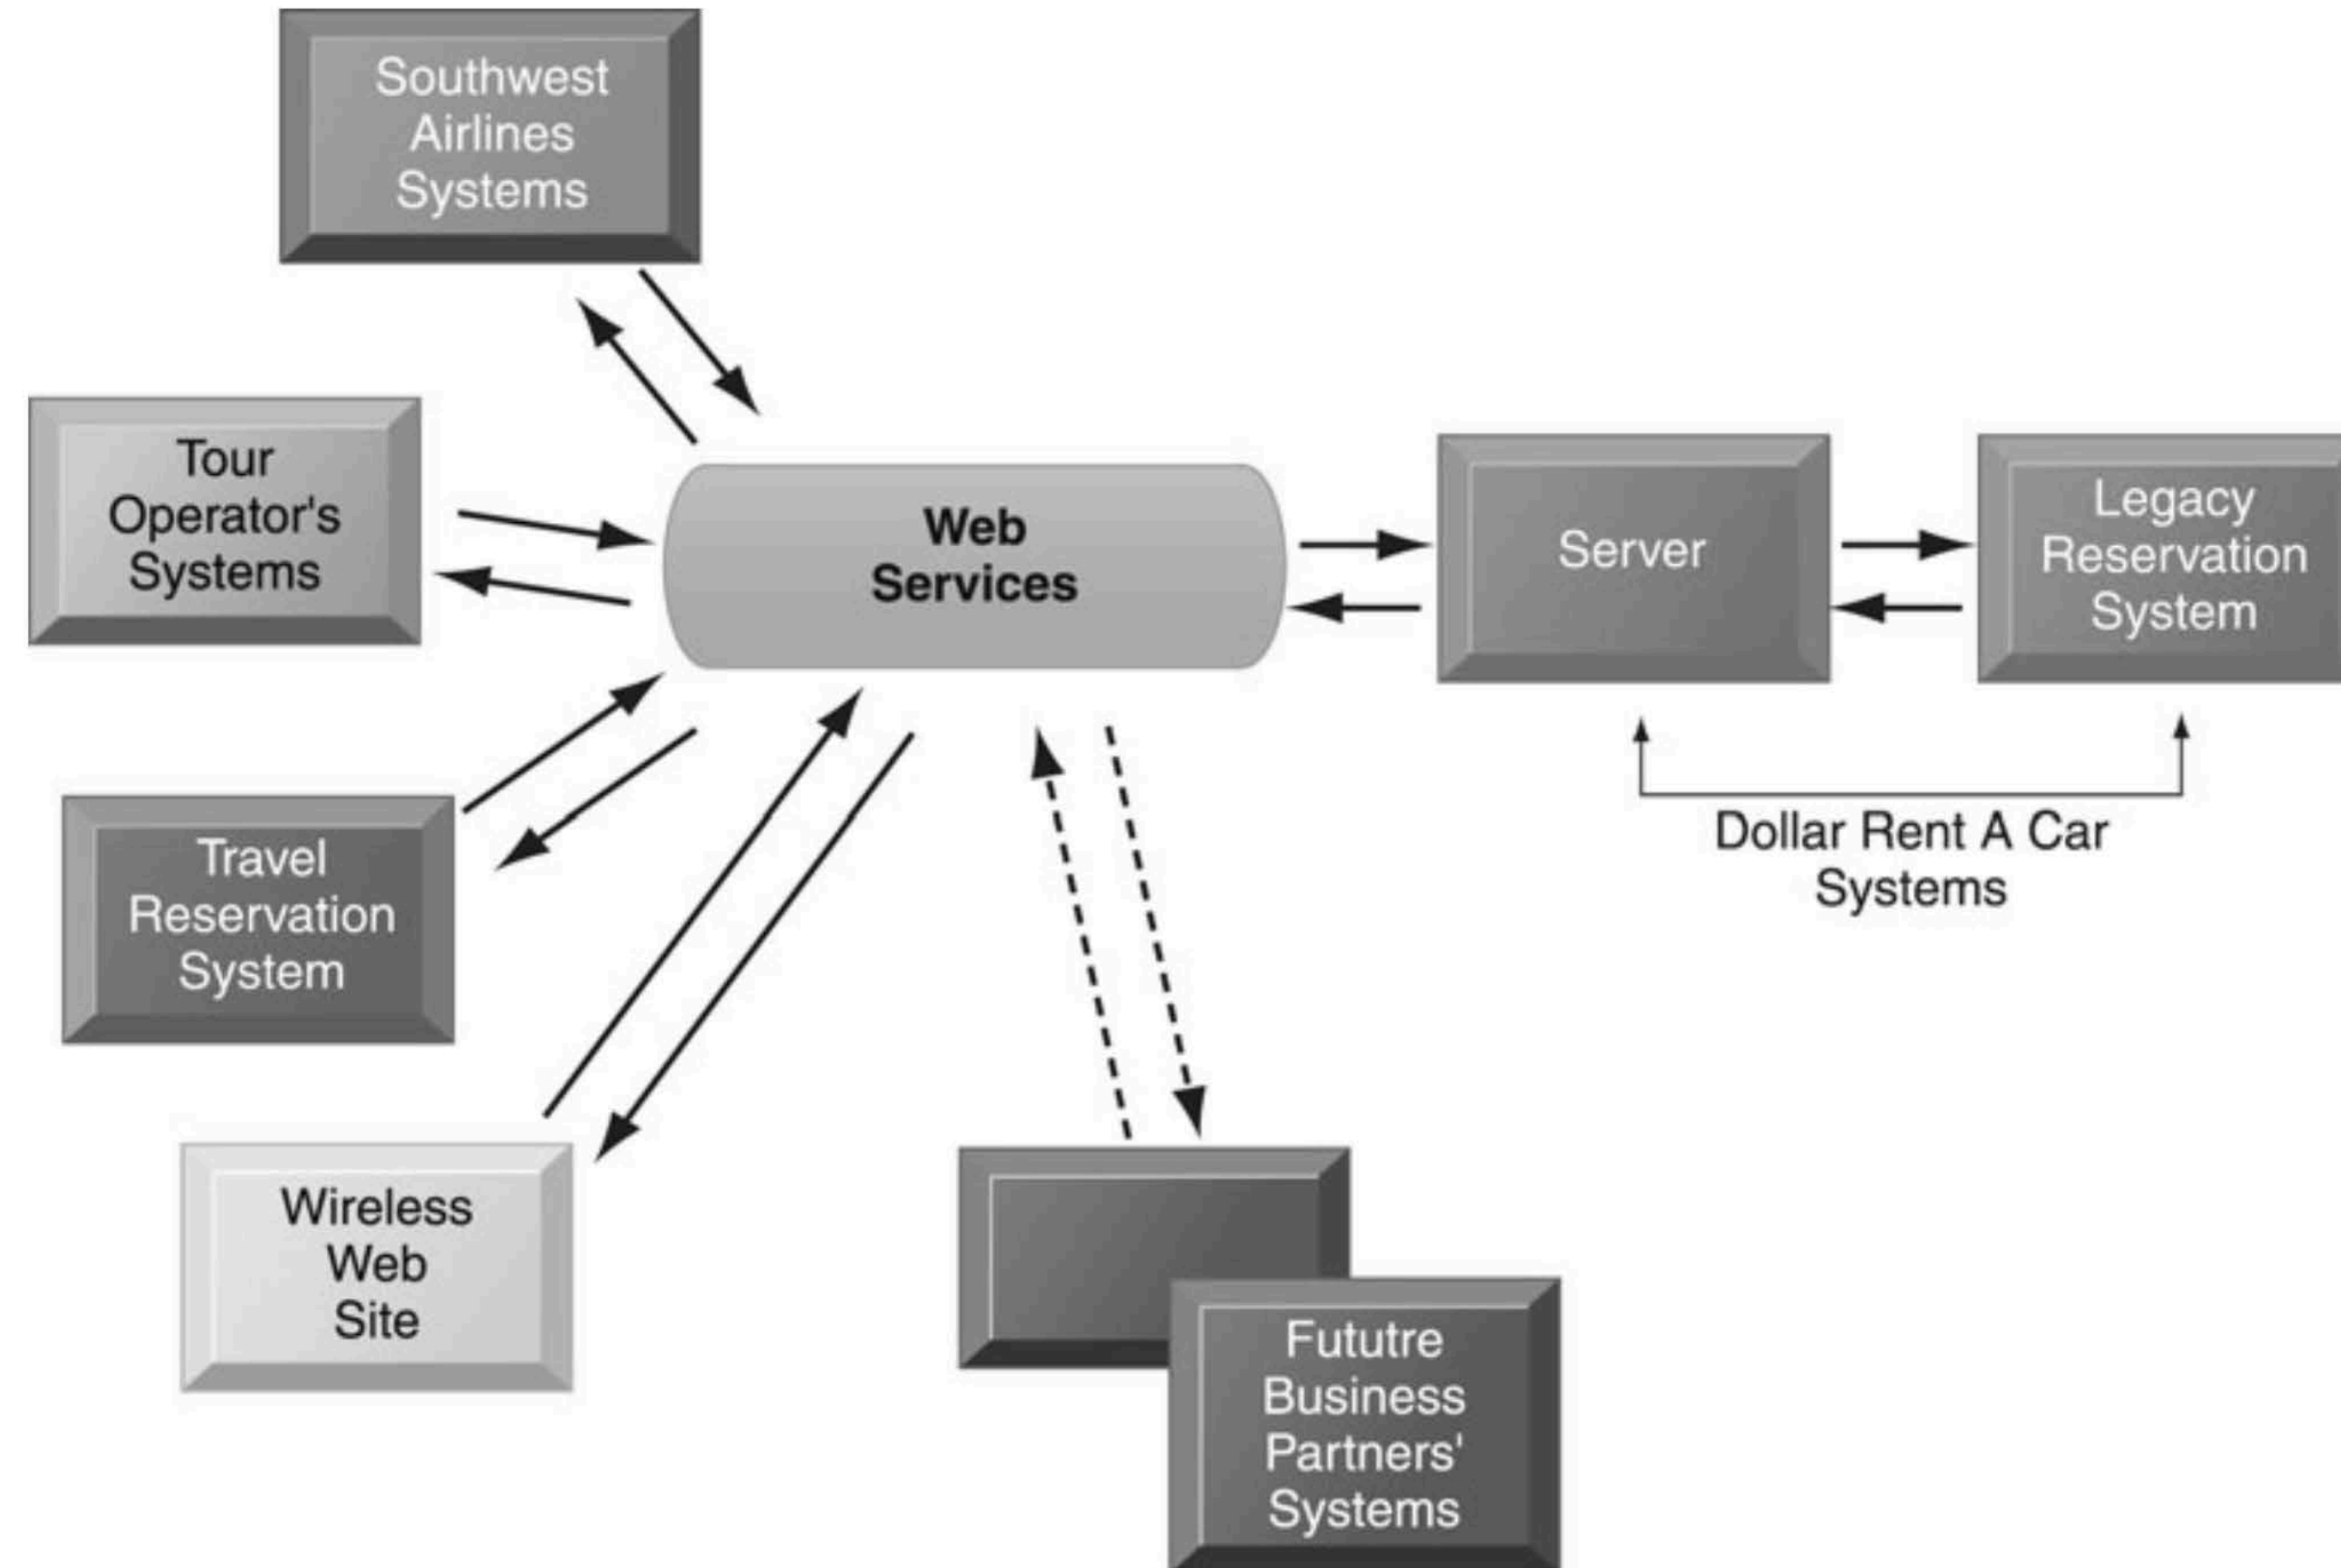 Southwest
Airlines
Systems
Tour
Operator's
Systems
Web
Services
Server
Legacy
Reservation
System
Dollar Rent A Car
Systems
Travel
Reservation
System
Wireless
Web
Site
Fututre
Business
Partners'
Systems